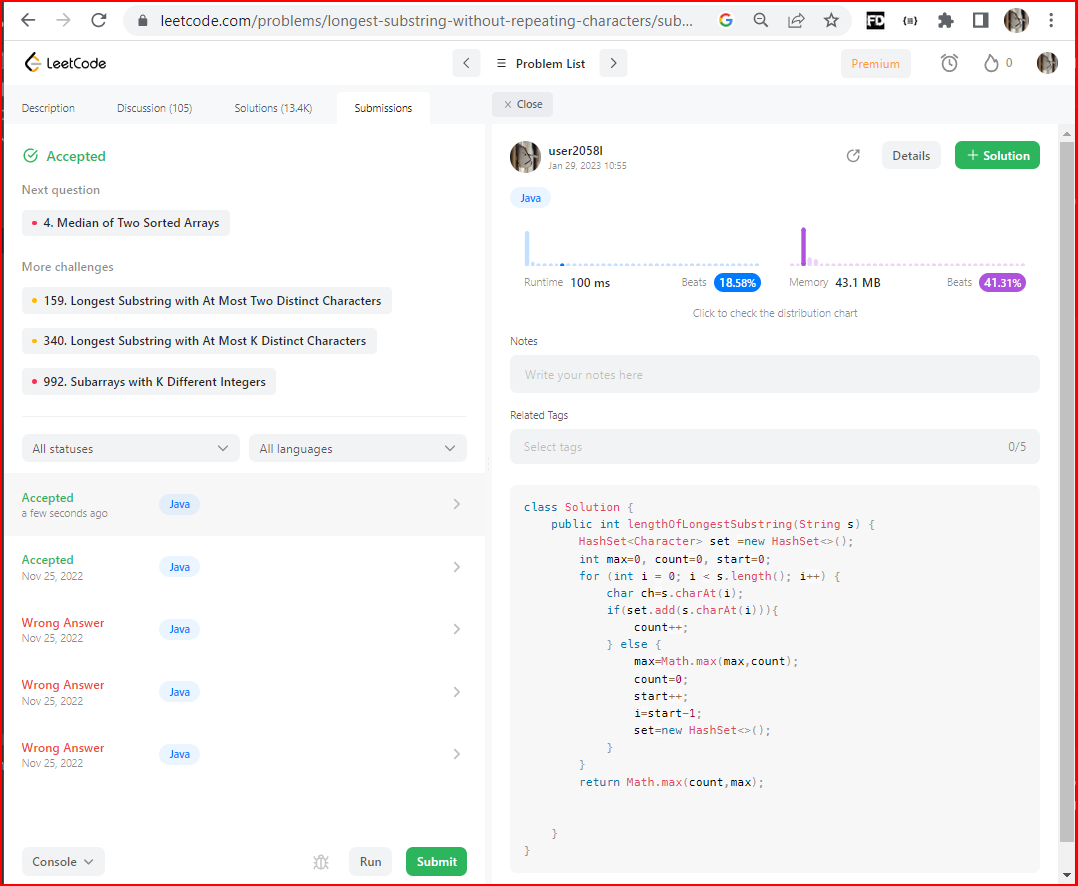 leetcode.com/problems/longest-substring-without-repeating-characters/sub...
LeetCode
Problem List
Premium
0
Description
Discussion (105)
Solutions (13.4K)
Submissions
× Close
Accepted
Next question
4. Median of Two Sorted Arrays
More challenges
159. Longest Substring with At Most Two Distinct Characters
340. Longest Substring with At Most K Distinct Characters
992. Subarrays with K Different Integers
All statuses
All languages
Accepted
a few seconds ago
Java
Accepted
Nov 25, 2022
Java
Wrong Answer
Nov 25, 2022
Java
Wrong Answer
Nov 25, 2022
Java
Wrong Answer
Nov 25, 2022
Java
Console
Run
Submit
user2058I
Jan 29, 2023 10:55
Details
+ Solution
Java
Runtime 100 ms
Beats 18.58%
Memory 43.1 MB
Beats 41.31%
Click to check the distribution chart
Notes
Write your notes here
Related Tags
Select tags
0/5
class Solution {
    public int lengthOfLongestSubstring(String s) {
        HashSet<Character> set =new HashSet<>();
        int max=0, count=0, start=0;
        for (int i = 0; i < s.length(); i++) {
            char ch=s.charAt(i);
            if(set.add(s.charAt(i))){
                count++;
            } else {
                max=Math.max(max,count);
                count=0;
                start++;
                i=start-1;
                set=new HashSet<>();
            }
        }
        return Math.max(count,max);
    }
}